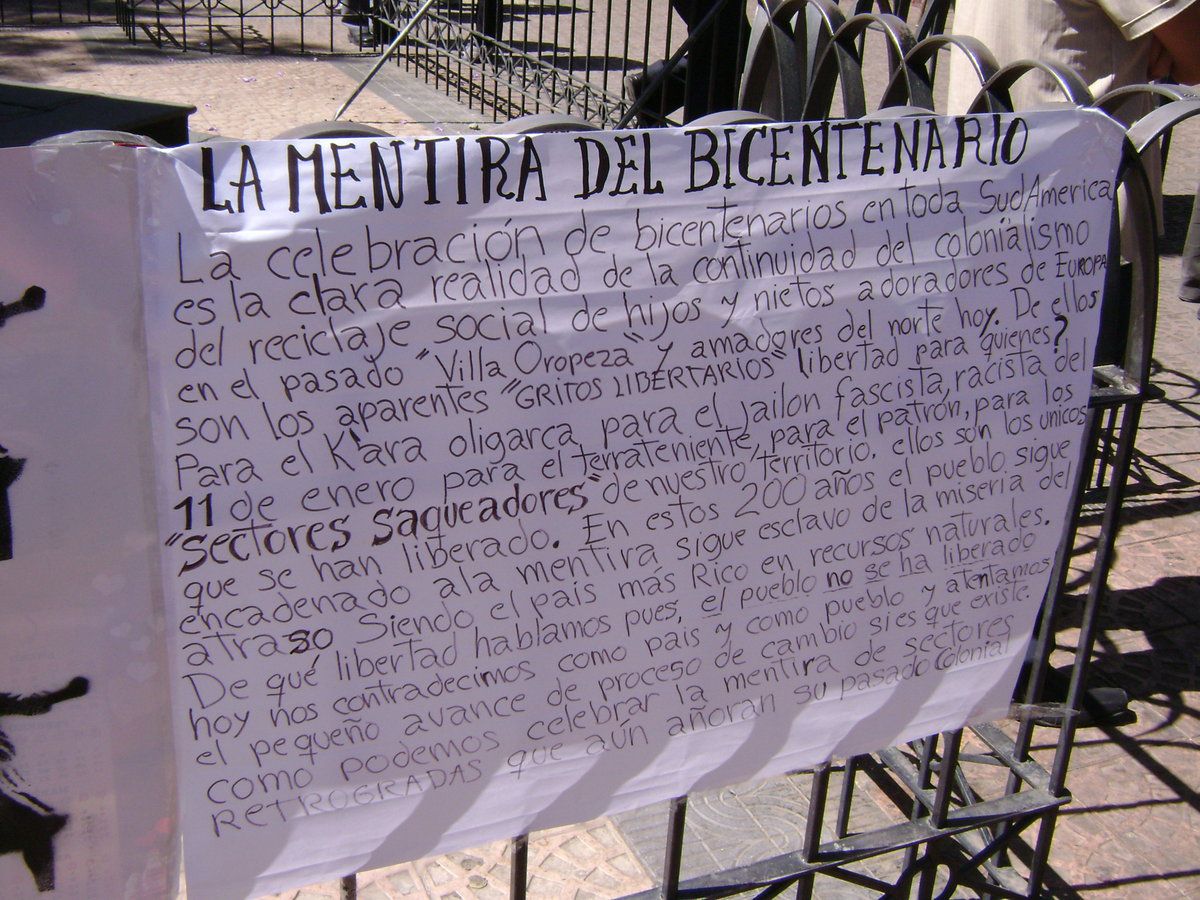 LA MENTIRA DEL BICENTENARIO
La celebración de bicentenarios en toda SudAmerica
es la clara realidad de la continuidad del colonialismo
del reciclaje social de hijos y nietos adoradores de EUROPA
en el pasado "Villa Oropeza" y amadores del norte hoy. De ellos
son los aparentes "GRITOS LIBERTARIOS" libertad para quienes?
Para el K'ara oligarca para el jailon fascista, racista del
11 de enero para el terrateniente, para el patrón, para los
"Sectores Saqueadores" de nuestro territorio. ellos son los unicos
que se han liberado. En estos 200 años el pueblo sigue
encadenado ala mentira sigue esclavo de la miseria del
atrazo Siendo el país más Rico en recursos naturales.
De qué libertad hablamos pues, el pueblo no se ha liberado
hoy nos contradecimos como país y como pueblo y atentamos
el pequeño avance de proceso de cambio si es que existe.
como podemos celebrar la mentira de sectores
RETROGRADAS que aún añoran su pasado Colonial